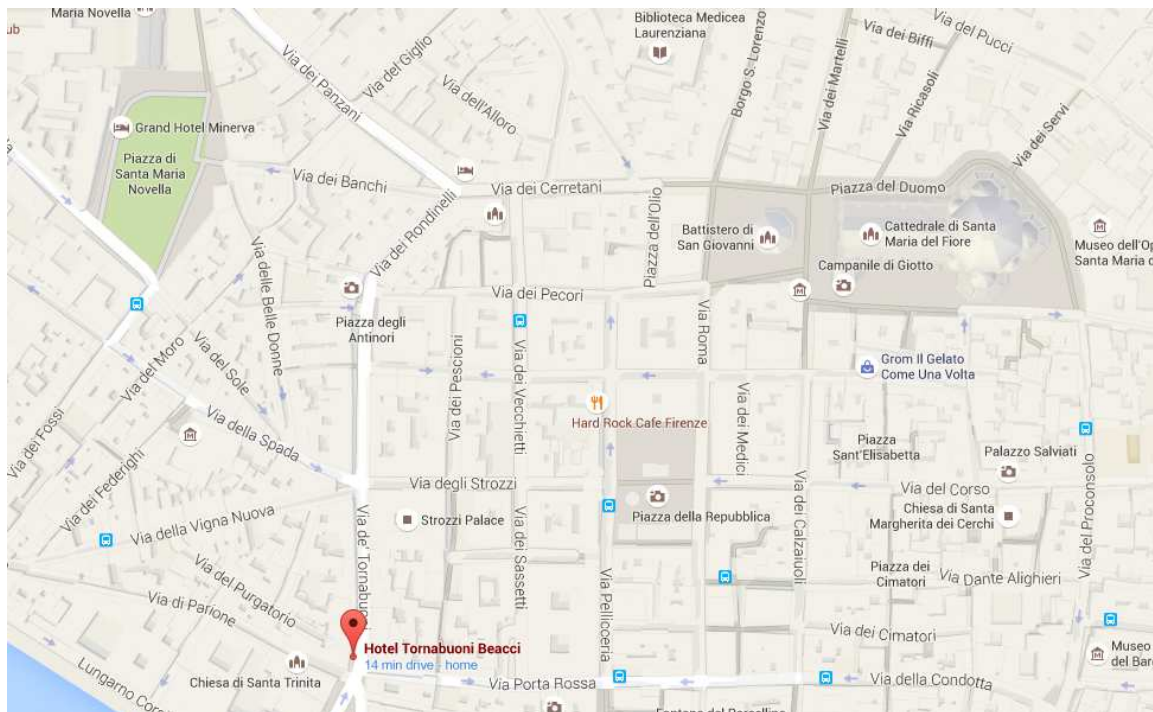 Maria Novella
ub
Biblioteca Medicea
Laurenziana
Via dei Biffi
Via del Pucci
Via del Giglio
Via dei Panzani
Via dell'Alloro
Borgo S. Lorenzo
Via dei Martelli
Via Ricasoli
Via dei Servi
Grand Hotel Minerva
Piazza di
Santa Maria
Novella
Via dei Banchi
Via dei Cerretani
Piazza del Duomo
Via dei Rondinelli
Piazza dell'Olio
Battistero di
San Giovanni
Cattedrale di Santa
Maria del Fiore
Museo dell'Op
Santa Maria d
Campanile di Giotto
Via delle Belle Donne
Via dei Pecori
Piazza degli
Antinori
Via Roma
Via del Moro
Via del Sole
Via dei Pescioni
Via dei Vecchietti
Grom Il Gelato
Come Una Volta
Hard Rock Cafe Firenze
Via dei Medici
Via dei Fossi
Via della Spada
Piazza
Sant'Elisabetta
Palazzo Salviati
Via dei Federighi
Via degli Strozzi
Via del Corso
Via della Vigna Nuova
Strozzi Palace
Piazza della Repubblica
Chiesa di Santa
Margherita dei Cerchi
Via de' Tornabuoni
Via dei Sassetti
Via dei Calzaiuoli
Via del Proconsolo
Via del Purgatorio
Via di Parione
Via Pellicceria
Piazza dei
Cimatori
Via Dante Alighieri
Via dei Cimatori
Hotel Tornabuoni Beacci
14 min drive - home
Museo
del Bar
Chiesa di Santa Trinita
Lungarno Cors
Via Porta Rossa
Via della Condotta
Fontana del Porcellino